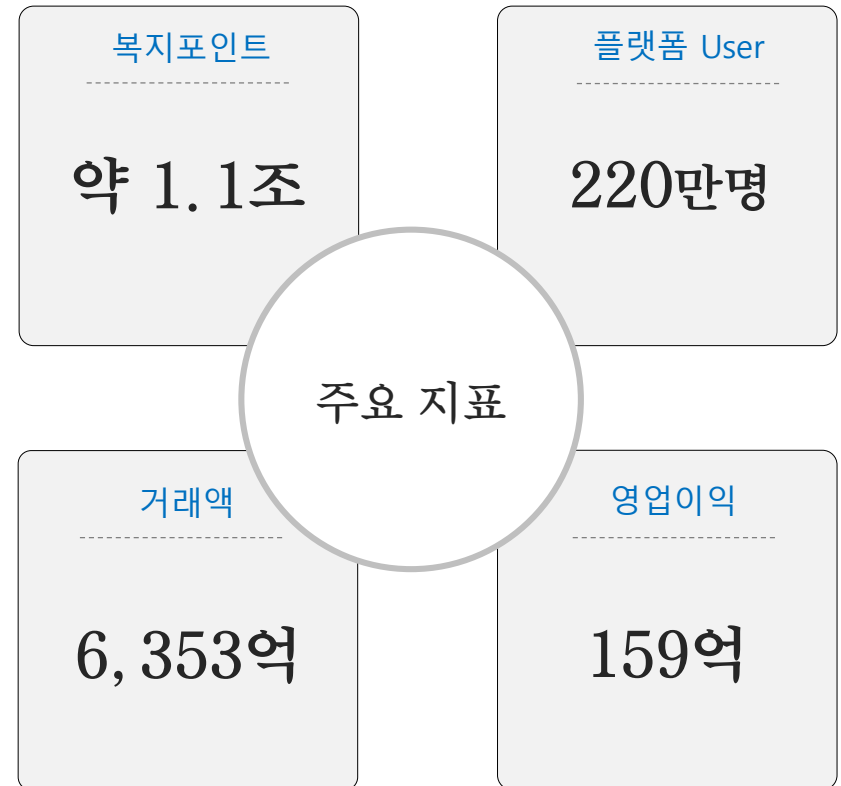 복지포인트
약 1. 1조
플랫폼 User
220만명
주요 지표
거래액
6, 353억
영업이익
159억